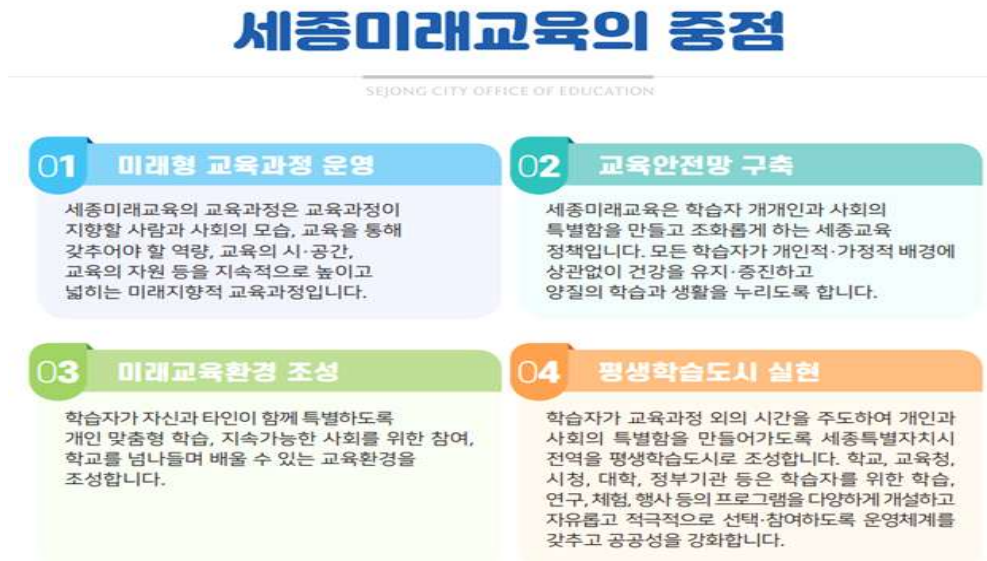 세종미래교육의 중점
SEJONG CITY OFFICE OF EDUCATION
01 미래형 교육과정 운영
세종미래교육의 교육과정은 교육과정이
지향할 사람과 사회의 모습, 교육을 통해
갖추어야 할 역량, 교육의 시·공간,
교육의 자원 등을 지속적으로 높이고
넓히는 미래지향적 교육과정입니다.
02 교육안전망 구축
세종미래교육은 학습자 개개인과 사회의
특별함을 만들고 조화롭게 하는 세종교육
정책입니다. 모든 학습자가 개인적·가정적 배경에
상관없이 건강을 유지·증진하고
양질의 학습과 생활을 누리도록 합니다.
03 미래교육환경 조성
학습자가 자신과 타인이 함께 특별하도록
개인 맞춤형 학습, 지속가능한 사회를 위한 참여,
학교를 넘나들며 배울 수 있는 교육환경을
조성합니다.
04 평생학습도시 실현
학습자가 교육과정 외의 시간을 주도하여 개인과
사회의 특별함을 만들어가도록 세종특별자치시
전역을 평생학습도시로 조성합니다. 학교, 교육청,
시청, 대학, 정부기관 등은 학습자를 위한 학습,
연구, 체험, 행사 등의 프로그램을 다양하게 개설하고
자유롭고 적극적으로 선택·참여하도록 운영체계를
갖추고 공공성을 강화합니다.